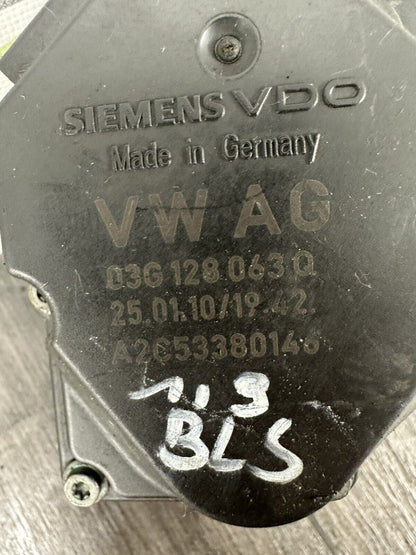 SIEMENS VDO
Made in Germany
VW AG
03G 128 063 Q
25.01.10/19:42
A2C53380146
1,9
BLS